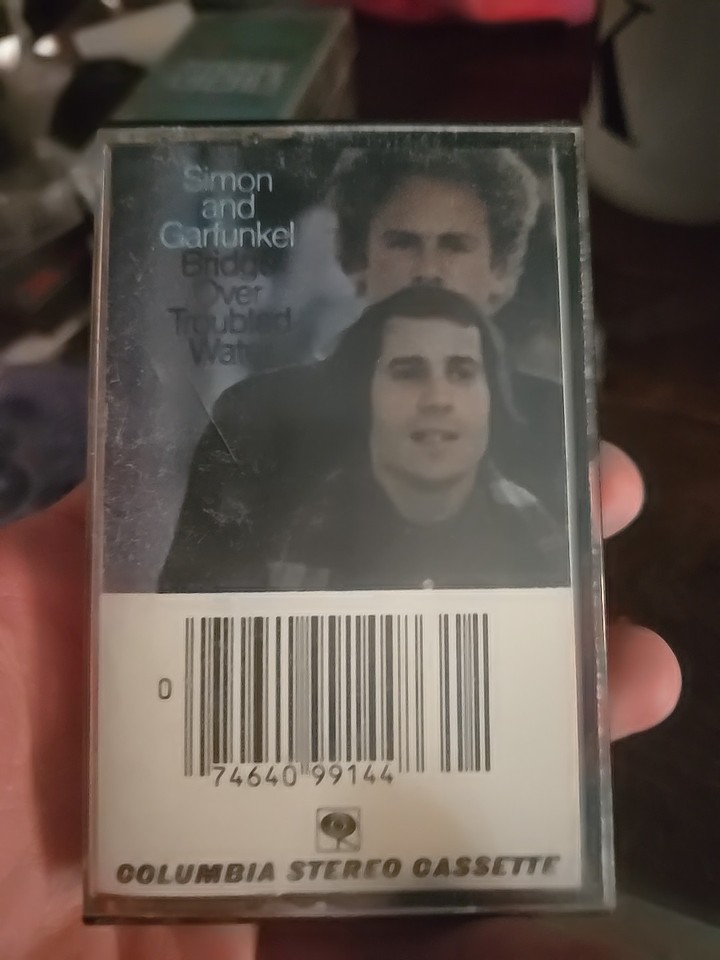 Simon
and
Garfunkel
Bridge
Over
Troubled
Water
0
74640 99144
COLUMBIA STEREO CASSETTE